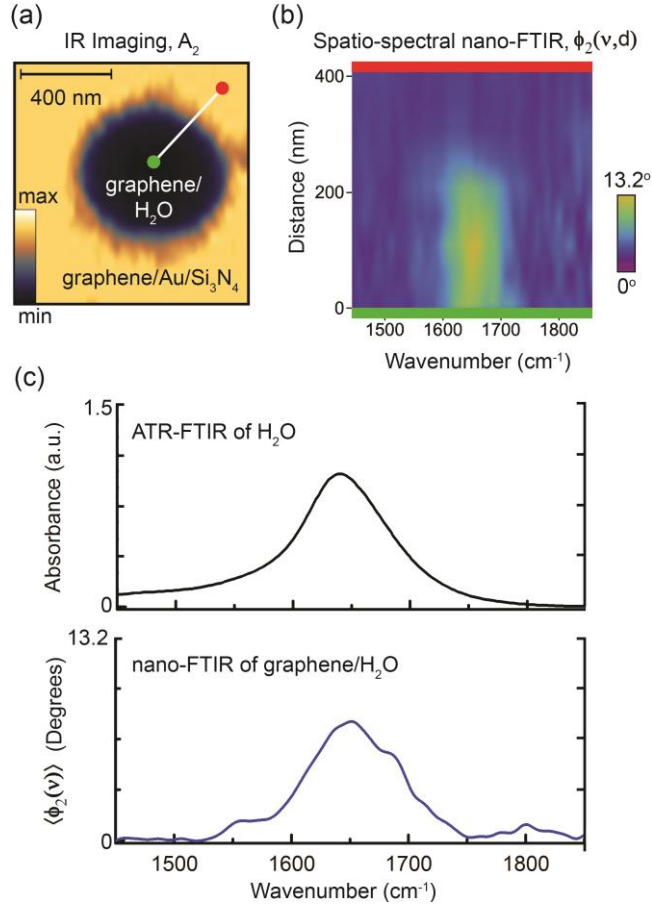 (a)
IR Imaging, A₂
400 nm
graphene/
H₂O
graphene/Au/Si₃N₄
max
min
(b)
Spatio-spectral nano-FTIR, ϕ₂(ν,d)
Distance (nm)
400
200
0
1500 1600 1700 1800
Wavenumber (cm⁻¹)
13.2°
0°
(c)
ATR-FTIR of H₂O
Absorbance (a.u.)
1.5
0
nano-FTIR of graphene/H₂O
⟨ϕ₂(ν)⟩ (Degrees)
13.2
0
1500 1600 1700 1800
Wavenumber (cm⁻¹)